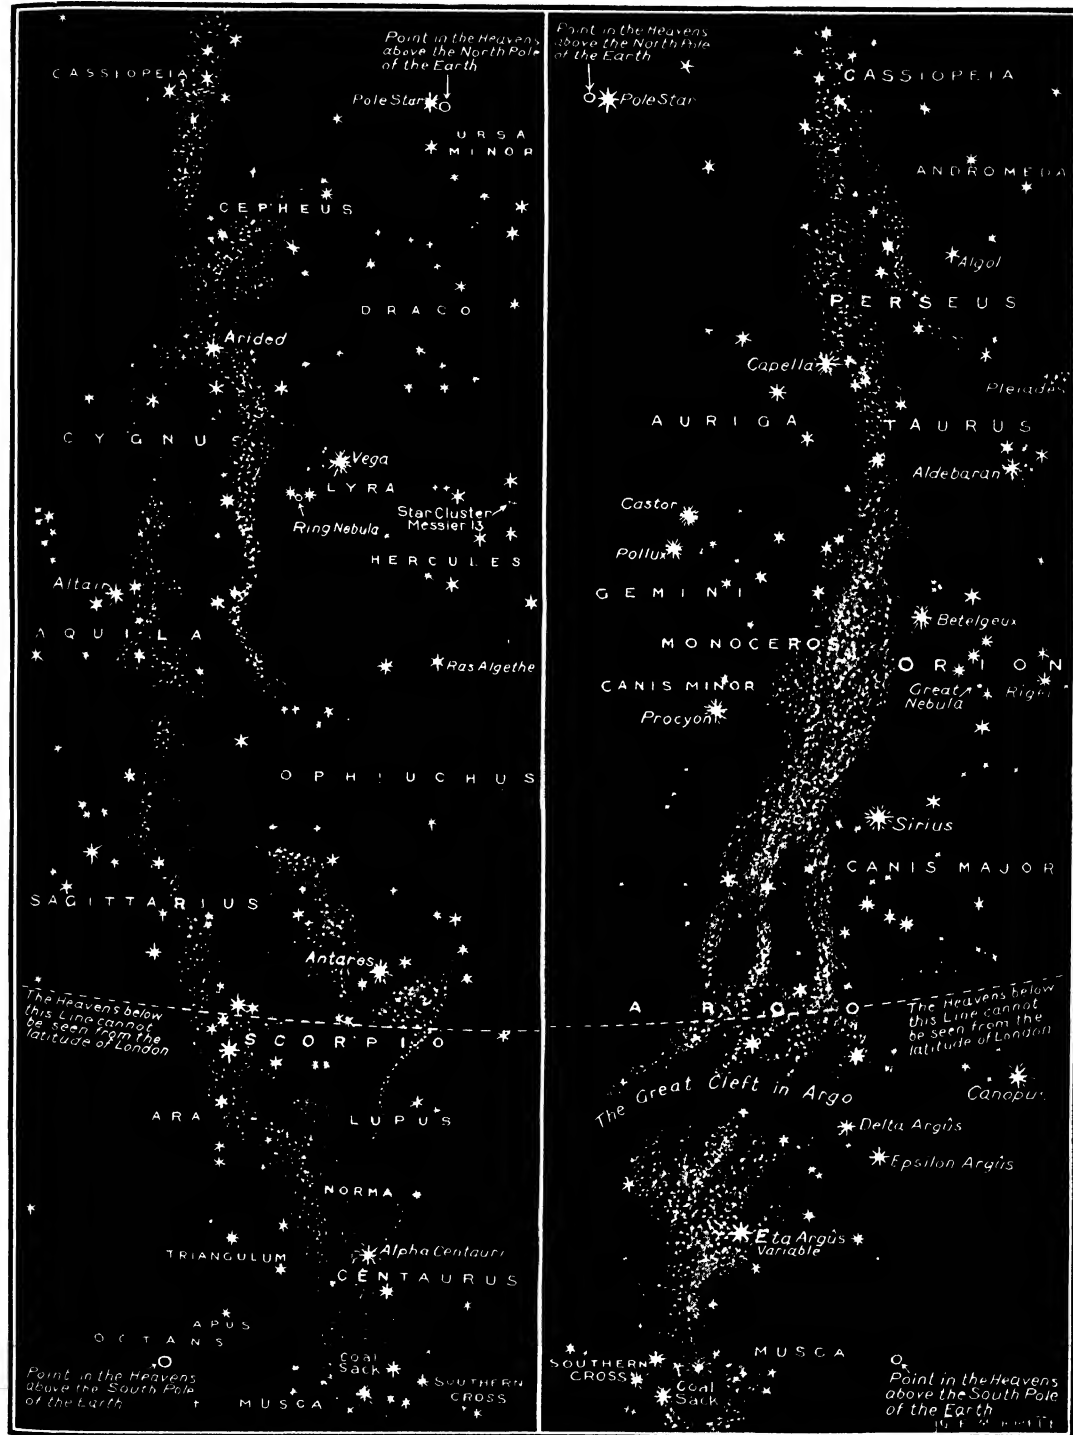 CASSIOPEIA
Point in the Heavens
above the North Pole
of the Earth
Pole Star
URSA
MINOR
CEPHEUS
DRACO
Arided
CYGNUS
Vega
LYRA
Ring Nebula
Star Cluster
Messier 13
HERCULES
Altair
AQUILA
Ras Algethe
OPHIUCHUS
SAGITTARIUS
Antares
The Heavens below
this Line cannot
be seen from the
latitude of London
SCORPIO
ARA
LUPUS
NORMA
TRIANGULUM
Alpha Centauri
CENTAURUS
APUS
OCTANS
Point in the Heavens
above the South Pole
of the Earth
Coal
Sack
SOUTHERN
CROSS
MUSCA
Point in the Heavens
above the North Pole
of the Earth
Pole Star
CASSIOPEIA
ANDROMEDA
Algol
PERSEUS
Capella
Pleiades
AURIGA
TAURUS
Aldebaran
Castor
Pollux
GEMINI
Betelgeux
MONOCEROS
ORION
CANIS MINOR
Great
Nebula
Rigel
Procyon
Sirius
CANIS MAJOR
ARGO
The Heavens below
this Line cannot
be seen from the
latitude of London
The Great Cleft in Argo
Canopus
Delta Argûs
Epsilon Argûs
Eta Argûs
Variable
MUSCA
SOUTHERN
CROSS
Coal
Sack
Point in the Heavens
above the South Pole
of the Earth